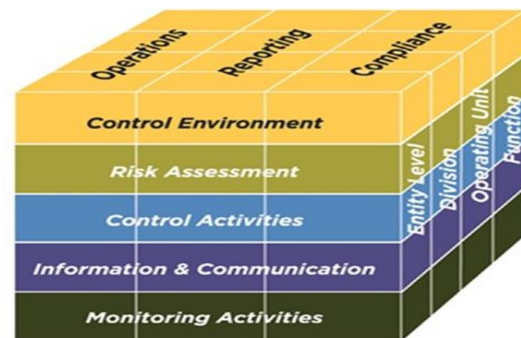 Operations
Reporting
Compliance
Control Environment
Risk Assessment
Control Activities
Information & Communication
Monitoring Activities
Entity Level
Division
Operating Unit
Function